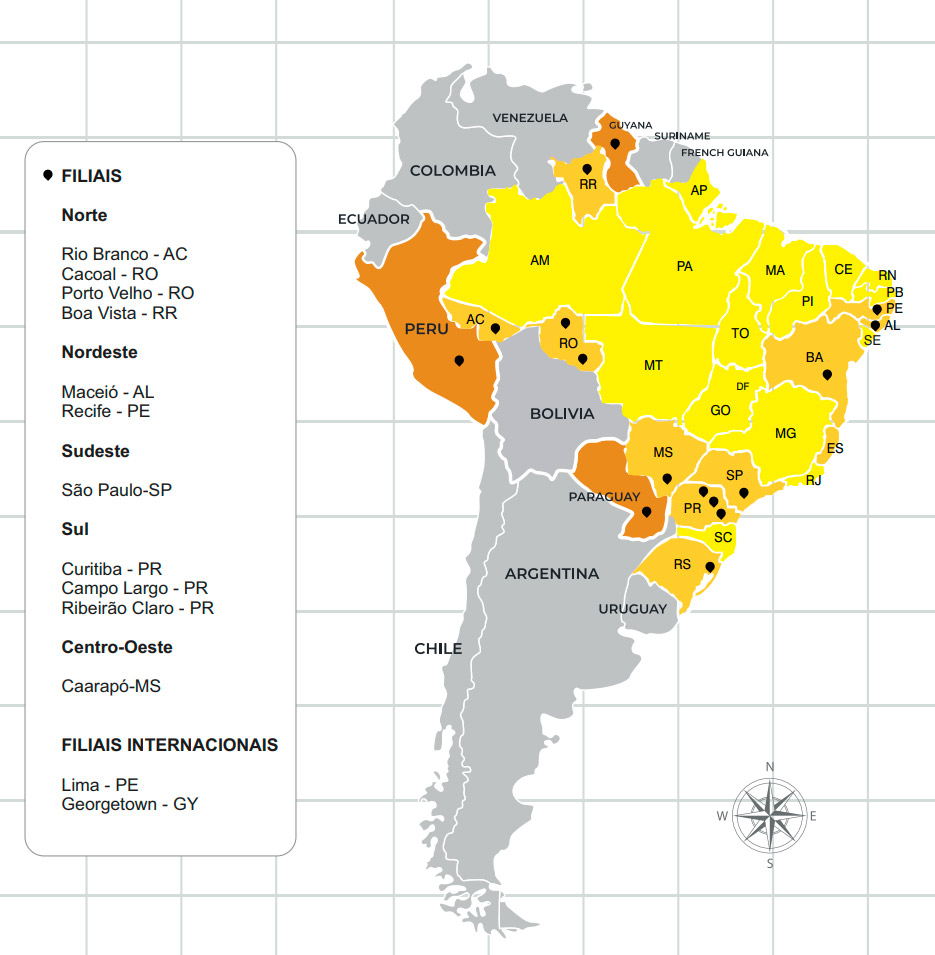 FILIAIS
Norte
Rio Branco - AC
Cacoal - RO
Porto Velho - RO
Boa Vista - RR
Nordeste
Maceió - AL
Recife - PE
Sudeste
São Paulo-SP
Sul
Curitiba - PR
Campo Largo - PR
Ribeirão Claro - PR
Centro-Oeste
Caarapó-MS
FILIAIS INTERNACIONAIS
Lima - PE
Georgetown - GY
VENEZUELA
GUYANA
SURINAME
FRENCH GUIANA
COLOMBIA
RR
AP
ECUADOR
AM
PA
MA
CE
RN
PB
PI
PE
AC
PERU
AL
TO
SE
RO
BA
MT
DF
GO
BOLIVIA
MG
ES
MS
SP
RJ
PARAGUAY
PR
SC
RS
ARGENTINA
URUGUAY
CHILE
N
W
E
S